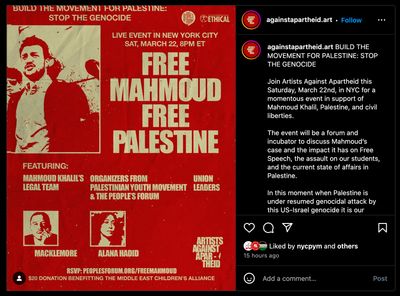 BUILD THE MOVEMENT FOR PALESTINE:
STOP THE GENOCIDE
ETHICAL
LIVE EVENT IN NEW YORK CITY
SAT, MARCH 22, 8PM ET
FREE
MAHMOUD
FREE
PALESTINE
FEATURING:
MAHMOUD KHALIL'S
LEGAL TEAM
ORGANIZERS FROM
PALESTINIAN YOUTH MOVEMENT
& THE PEOPLE'S FORUM
UNION
LEADERS
MACKLEMORE
ALANA HADID
ARTISTS
AGAINST
APAR-
THEID
RSVP: PEOPLESFORUM.ORG/FREEMAHMOUD
$20 DONATION BENEFITTING THE MIDDLE EAST CHILDREN'S ALLIANCE
againstapartheid.art • Follow
againstapartheid.art BUILD THE
MOVEMENT FOR PALESTINE: STOP
THE GENOCIDE
Join Artists Against Apartheid this
Saturday, March 22nd, in NYC for a
momentous event in support of
Mahmoud Khalil, Palestine, and civil
liberties.
The event will be a forum and
incubator to discuss Mahmoud's
case and the impact it has on Free
Speech, the assault on our students,
and the current state of affairs in
Palestine.
In this moment when Palestine is
under resumed genocidal attack by
this US-Israel genocide it is our
Liked by nycpym and others
15 hours ago
Add a comment...
Post